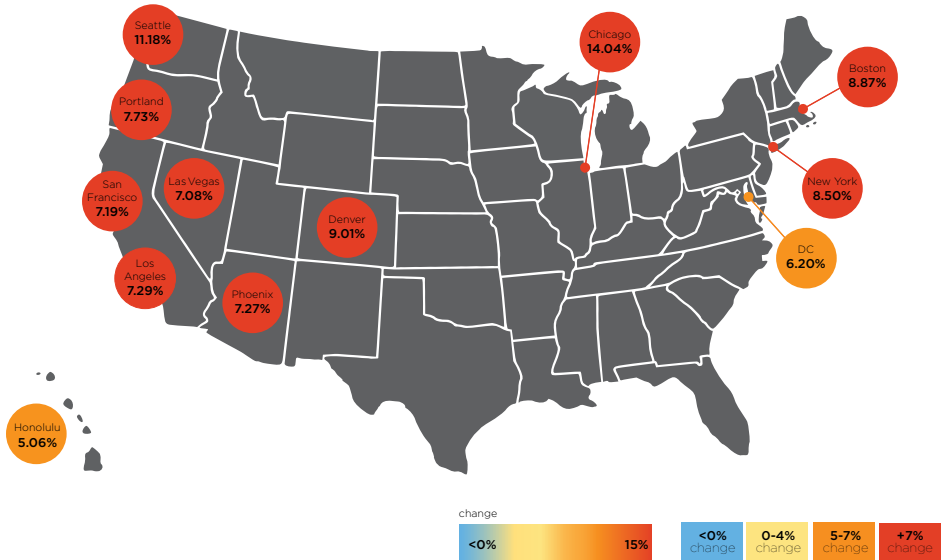 Seattle
11.18%
Chicago
14.04%
Boston
8.87%
Portland
7.73%
San
Francisco
7.19%
Las Vegas
7.08%
New York
8.50%
Denver
9.01%
DC
6.20%
Los
Angeles
7.29%
Phoenix
7.27%
Honolulu
5.06%
change
<0%
15%
<0%
change
0-4%
change
5-7%
change
+7%
change